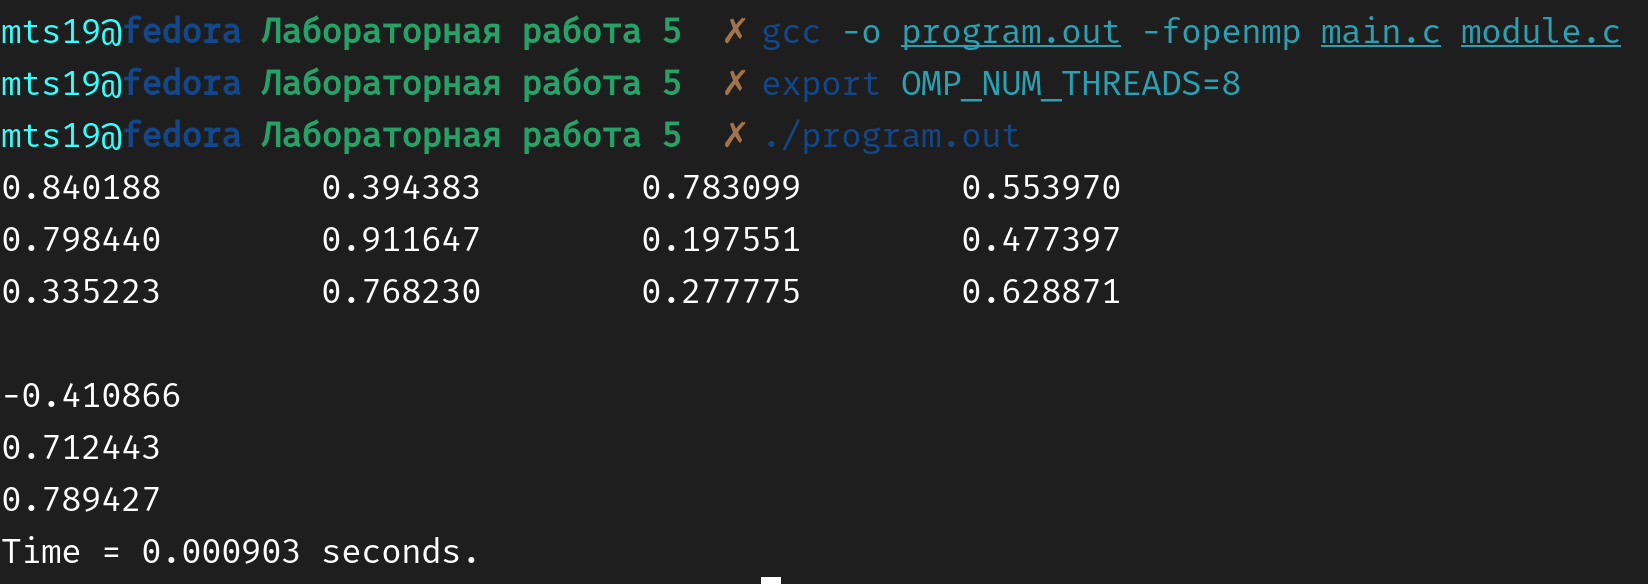 mts19@fedora Лабораторная работа 5 ✗ gcc -o program.out -fopenmp main.c module.c
mts19@fedora Лабораторная работа 5 ✗ export OMP_NUM_THREADS=8
mts19@fedora Лабораторная работа 5 ✗ ./program.out
0.840188 0.394383 0.783099 0.553970
0.798440 0.911647 0.197551 0.477397
0.335223 0.768230 0.277775 0.628871
-0.410866
0.712443
0.789427
Time = 0.000903 seconds.